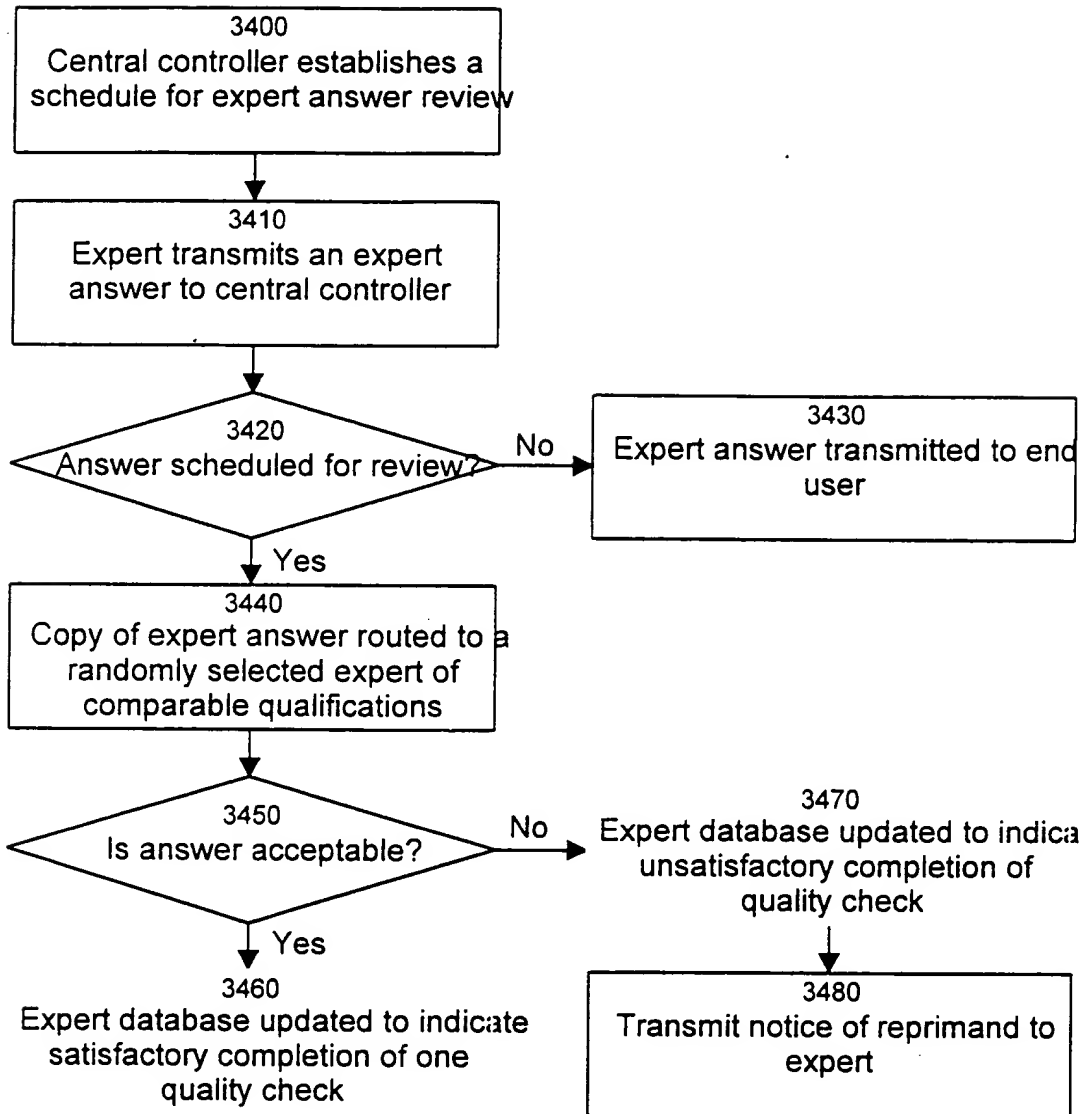 3400
Central controller establishes a
schedule for expert answer review
3410
Expert transmits an expert
answer to central controller
3420
Answer scheduled for review?
No
3430
Expert answer transmitted to end
user
Yes
3440
Copy of expert answer routed to a
randomly selected expert of
comparable qualifications
3450
Is answer acceptable?
No
3470
Expert database updated to indica
unsatisfactory completion of
quality check
Yes
3460
Expert database updated to indicate
satisfactory completion of one
quality check
3480
Transmit notice of reprimand to
expert